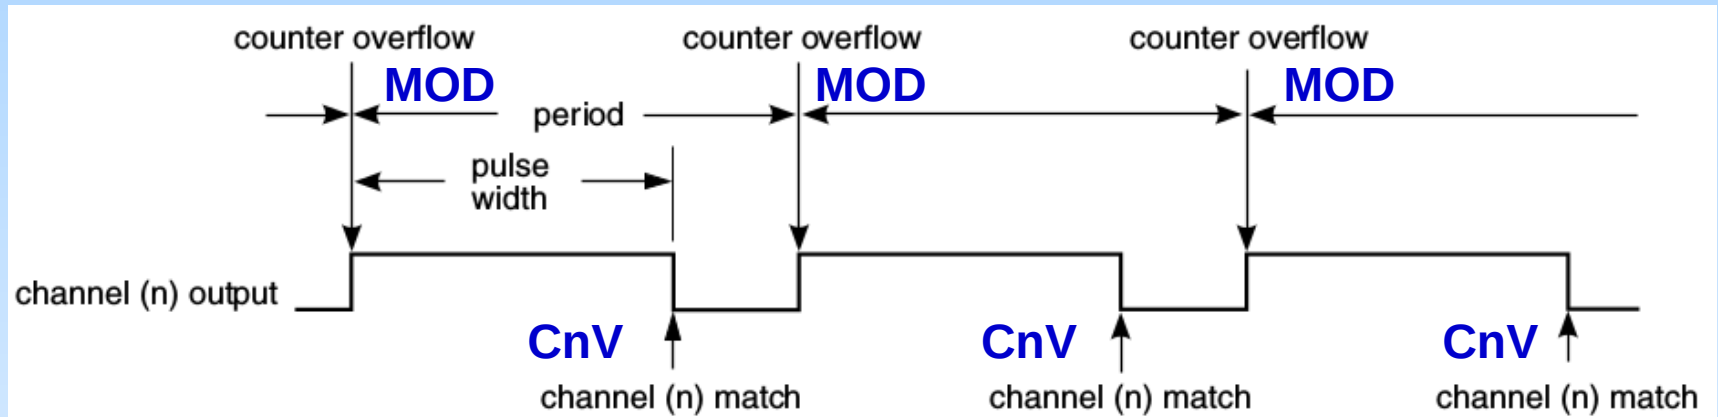 counter overflow counter overflow counter overflow
MOD MOD MOD
period
pulse
width
channel (n) output
CnV CnV CnV
channel (n) match channel (n) match channel (n) match